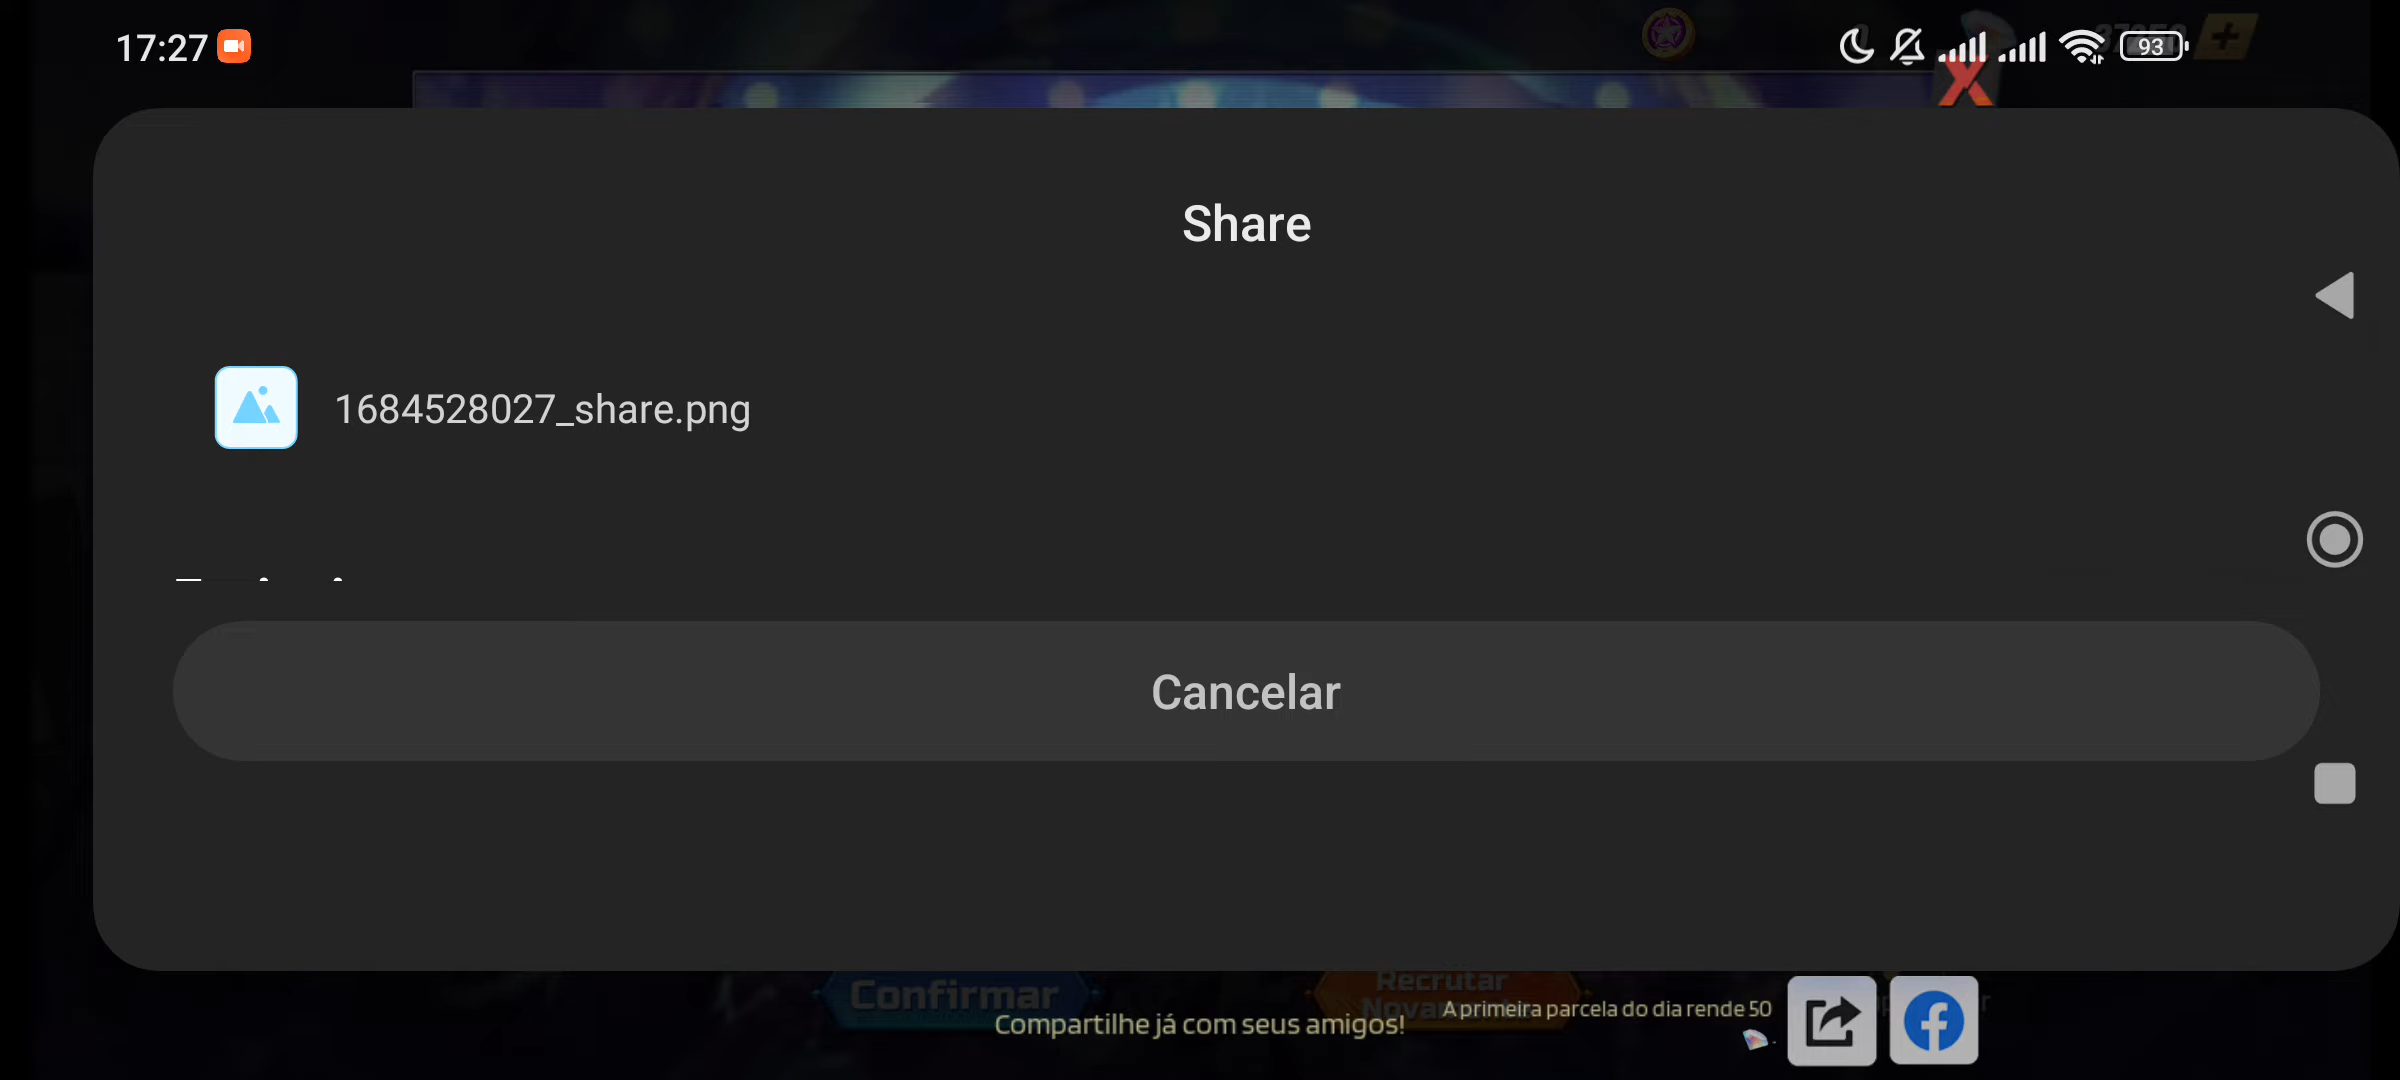 17:27
93
Share
1684528027_share.png
Cancelar
Confirmar
Recrutar
A primeira parcela do dia rende 50
Compartilhe já com seus amigos!